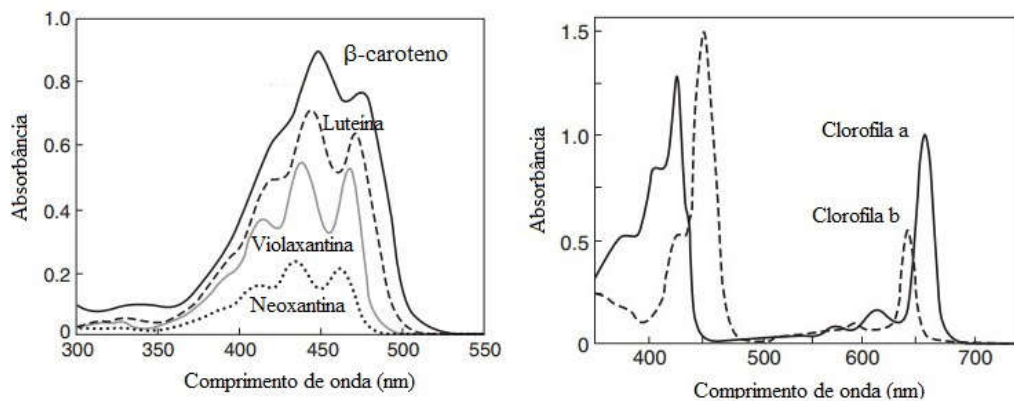 1.0
0.8
0.6
0.4
0.2
0
300 350 400 450 500 550
Absorbância
Comprimento de onda (nm)
β-caroteno
Luteina
Violaxantina
Neoxantina
1.5
1.0
0.5
0
400 500 600 700
Absorbância
Comprimento de onda (nm)
Clorofila a
Clorofila b